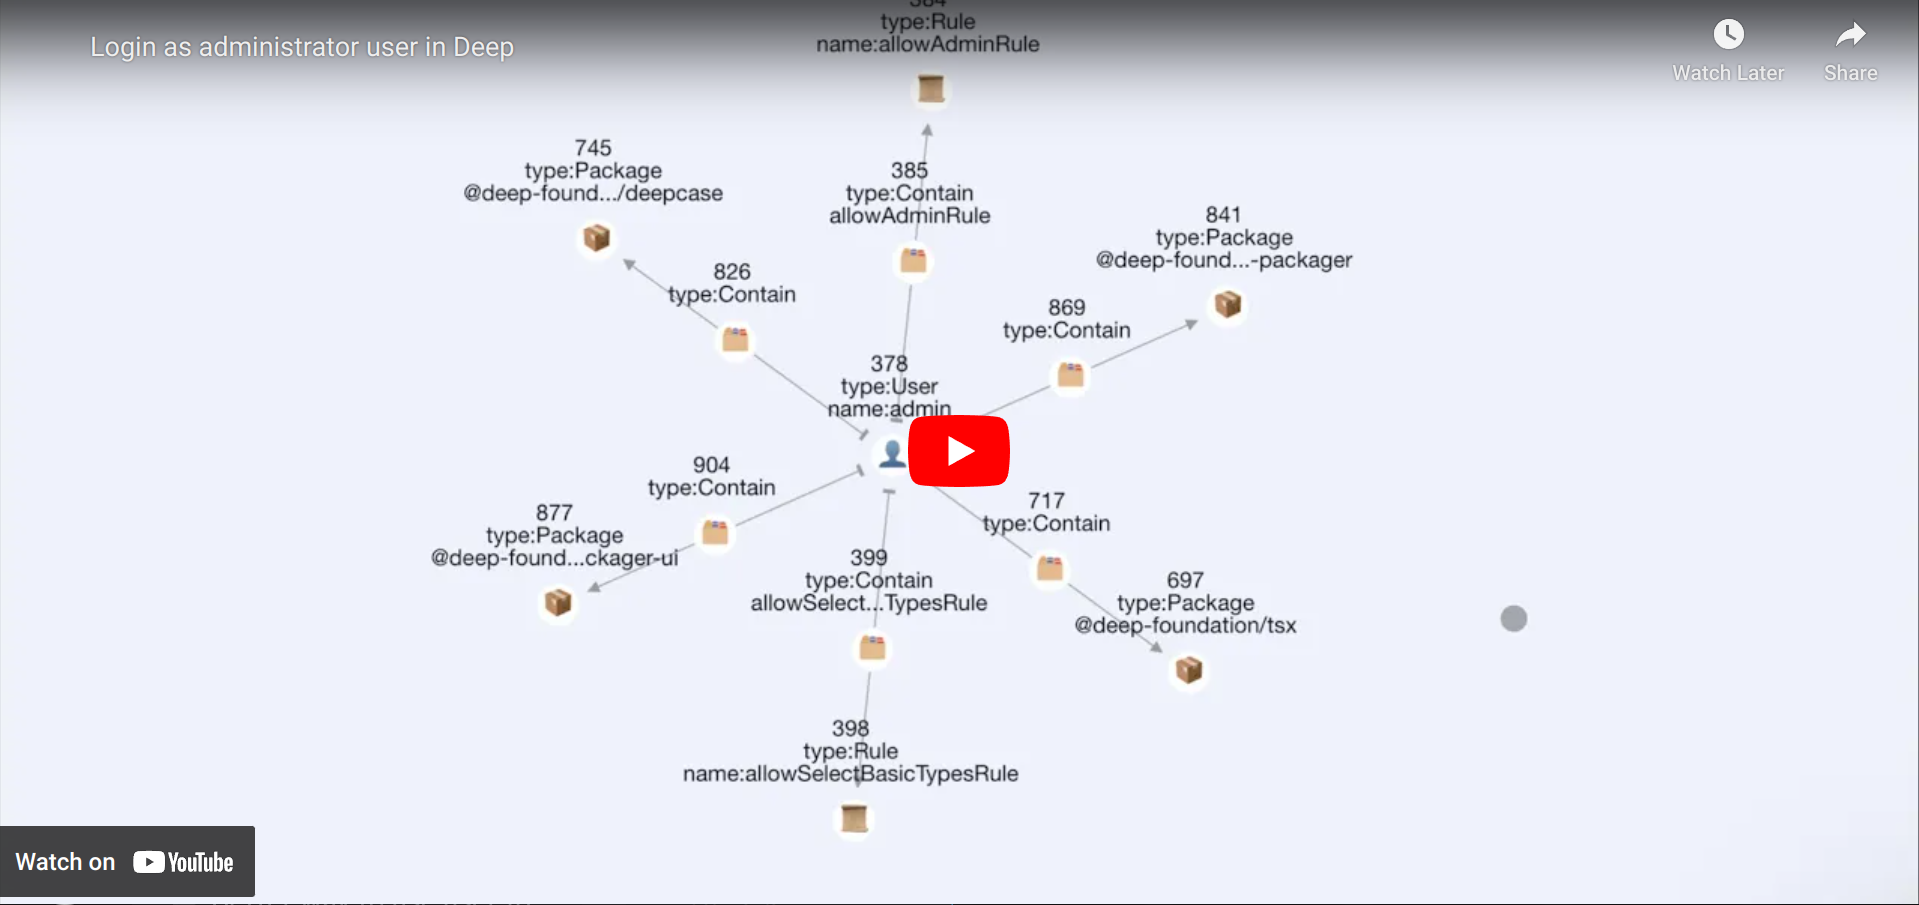 Login as administrator user in Deep
Watch Later
Share
384
type:Rule
name:allowAdminRule
745
type:Package
@deep-found.../deepcase
385
type:Contain
allowAdminRule
841
type:Package
@deep-found...-packager
826
type:Contain
869
type:Contain
378
type:User
name:admin
904
type:Contain
877
type:Package
@deep-found...ckager-ui
717
type:Contain
399
type:Contain
allowSelect...TypesRule
697
type:Package
@deep-foundation/tsx
398
type:Rule
name:allowSelectBasicTypesRule
Watch on YouTube